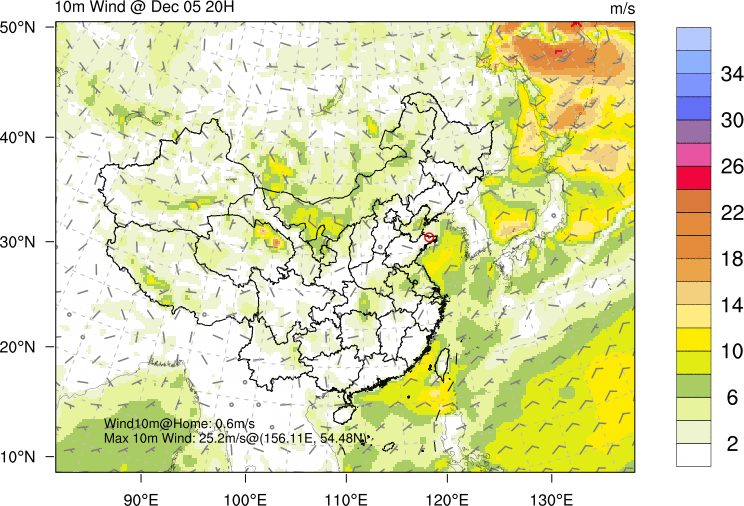 10m Wind @ Dec 05 20H
m/s
50°N
40°N
30°N
20°N
10°N
34
30
26
22
18
14
10
6
2
Wind10m@Home: 0.6m/s
Max 10m Wind: 25.2m/s@(156.11E, 54.48N)
90°E
100°E
110°E
120°E
130°E